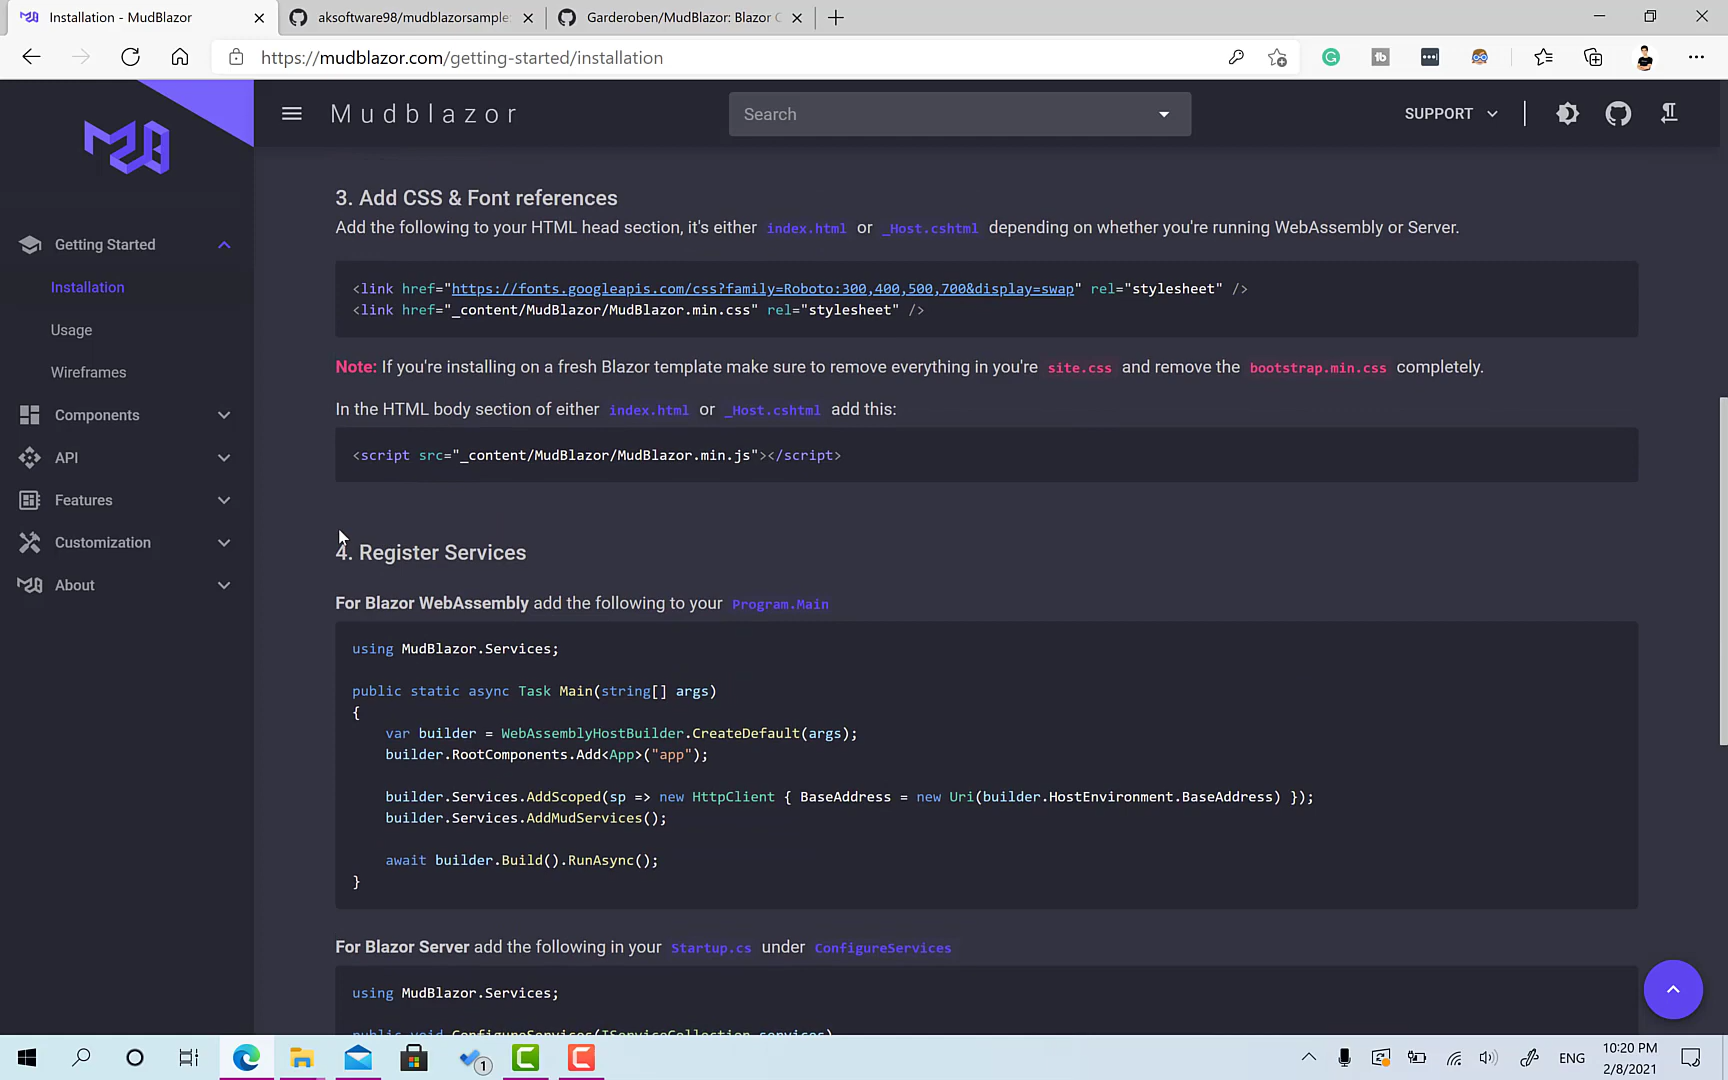 Installation - MudBlazor
aksoftware98/mudblazorsample:
Garderoben/MudBlazor: Blazor C
https://mudblazor.com/getting-started/installation
Mudblazor
Search
SUPPORT
Getting Started
Installation
Usage
Wireframes
Components
API
Features
Customization
About
3. Add CSS & Font references
Add the following to your HTML head section, it's either index.html or _Host.cshtml depending on whether you're running WebAssembly or Server.
<link href="https://fonts.googleapis.com/css?family=Roboto:300,400,500,700&display=swap" rel="stylesheet" />
<link href="_content/MudBlazor/MudBlazor.min.css" rel="stylesheet" />
Note: If you're installing on a fresh Blazor template make sure to remove everything in you're site.css and remove the bootstrap.min.css completely.
In the HTML body section of either index.html or _Host.cshtml add this:
<script src="_content/MudBlazor/MudBlazor.min.js"></script>
4. Register Services
For Blazor WebAssembly add the following to your Program.Main
using MudBlazor.Services;
public static async Task Main(string[] args)
{
var builder = WebAssemblyHostBuilder.CreateDefault(args);
builder.RootComponents.Add<App>("app");
builder.Services.AddScoped(sp => new HttpClient { BaseAddress = new Uri(builder.HostEnvironment.BaseAddress) });
builder.Services.AddMudServices();
await builder.Build().RunAsync();
}
For Blazor Server add the following in your Startup.cs under ConfigureServices
using MudBlazor.Services;
public void ConfigureServices(IServiceCollection services)
1
ENG
10:20 PM
2/8/2021